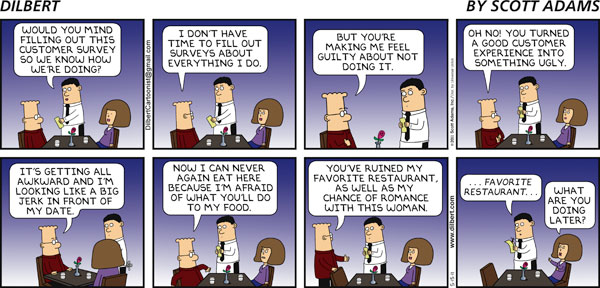 DILBERT
BY SCOTT ADAMS
WOULD YOU MIND
FILLING OUT THIS
CUSTOMER SURVEY
SO WE KNOW HOW
WE'RE DOING?
DilbertCartoonist@gmail.com
I DON'T HAVE
TIME TO FILL OUT
SURVEYS ABOUT
EVERYTHING I DO.
BUT YOU'RE
MAKING ME FEEL
GUILTY ABOUT NOT
DOING IT.
OH NO! YOU TURNED
A GOOD CUSTOMER
EXPERIENCE INTO
SOMETHING UGLY.
IT'S GETTING ALL
AWKWARD AND I'M
LOOKING LIKE A BIG
JERK IN FRONT OF
MY DATE.
NOW I CAN NEVER
AGAIN EAT HERE
BECAUSE I'M AFRAID
OF WHAT YOU'LL DO
TO MY FOOD.
YOU'VE RUINED MY
FAVORITE RESTAURANT,
AS WELL AS MY
CHANCE OF ROMANCE
WITH THIS WOMAN.
www.dilbert.com
5-15-11
...FAVORITE
RESTAURANT...
WHAT
ARE YOU
DOING
LATER?